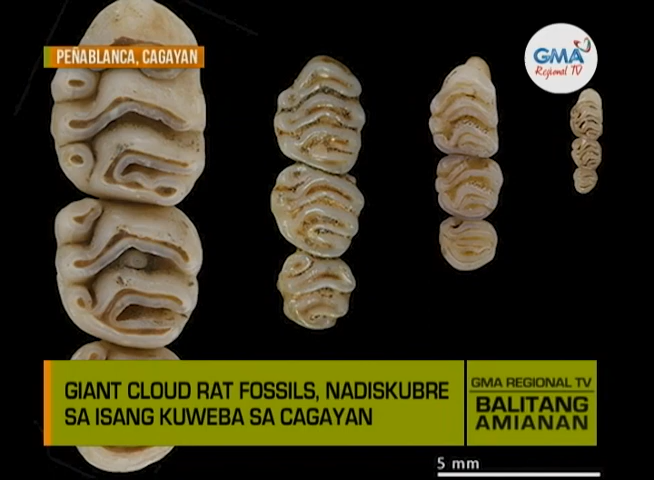 PEÑABLANCA, CAGAYAN
GMA
Regional TV
GIANT CLOUD RAT FOSSILS, NADISKUBRE
SA ISANG KUWEBA SA CAGAYAN
GMA REGIONAL TV
BALITANG
AMIANAN
5 mm